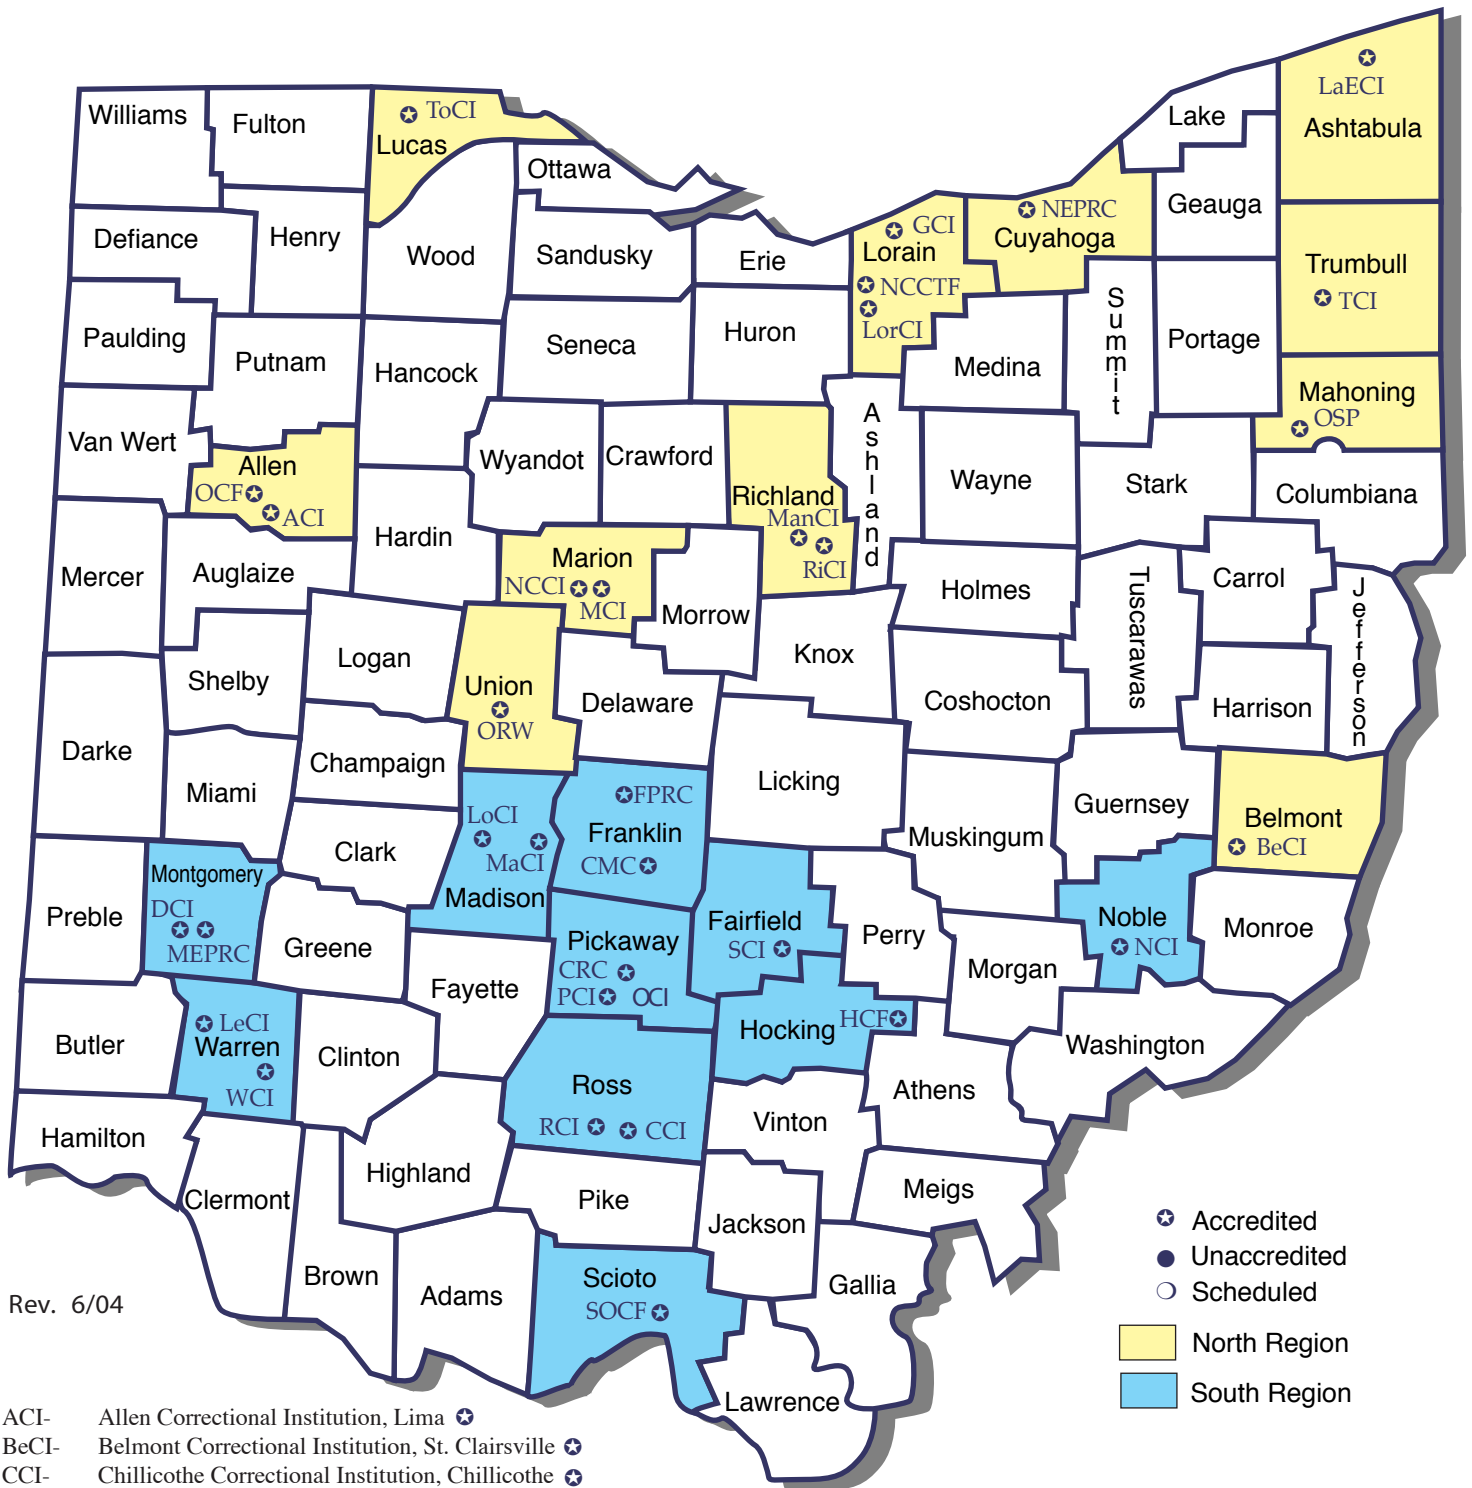 LaECI
Ashtabula
Lake
Williams
Fulton
ToCI
Lucas
Ottawa
Geauga
NEPRC
Cuyahoga
GCI
Lorain
NCCTF
LorCI
Defiance
Henry
Wood
Sandusky
Erie
Trumbull
TCI
Summit
Portage
Paulding
Putnam
Hancock
Seneca
Huron
Medina
Mahoning
OSP
Van Wert
Allen
OCF
ACI
Wyandot
Crawford
Richland
ManCI
RiCI
Ashland
Wayne
Stark
Columbiana
Mercer
Auglaize
Hardin
Marion
NCCI
MCI
Morrow
Holmes
Tuscarawas
Carroll
Jefferson
Shelby
Logan
Union
ORW
Delaware
Knox
Coshocton
Harrison
Darke
Miami
Champaign
Licking
Muskingum
Guernsey
Belmont
BeCI
Clark
LoCI
MaCI
Madison
FPRC
Franklin
CMC
Preble
Montgomery
DCI
MEPRC
Greene
Fayette
Pickaway
CRC
PCI OCI
Fairfield
SCI
Perry
Morgan
Noble
NCI
Monroe
Butler
LeCI
Warren
WCI
Clinton
Ross
RCI CCI
Hocking
HCF
Athens
Washington
Hamilton
Clermont
Highland
Pike
Vinton
Jackson
Meigs
Brown
Adams
Scioto
SOCF
Gallia
Lawrence
Accredited
Unaccredited
Scheduled
North Region
South Region
Rev. 6/04
ACI- Allen Correctional Institution, Lima
BeCI- Belmont Correctional Institution, St. Clairsville
CCI- Chillicothe Correctional Institution, Chillicothe